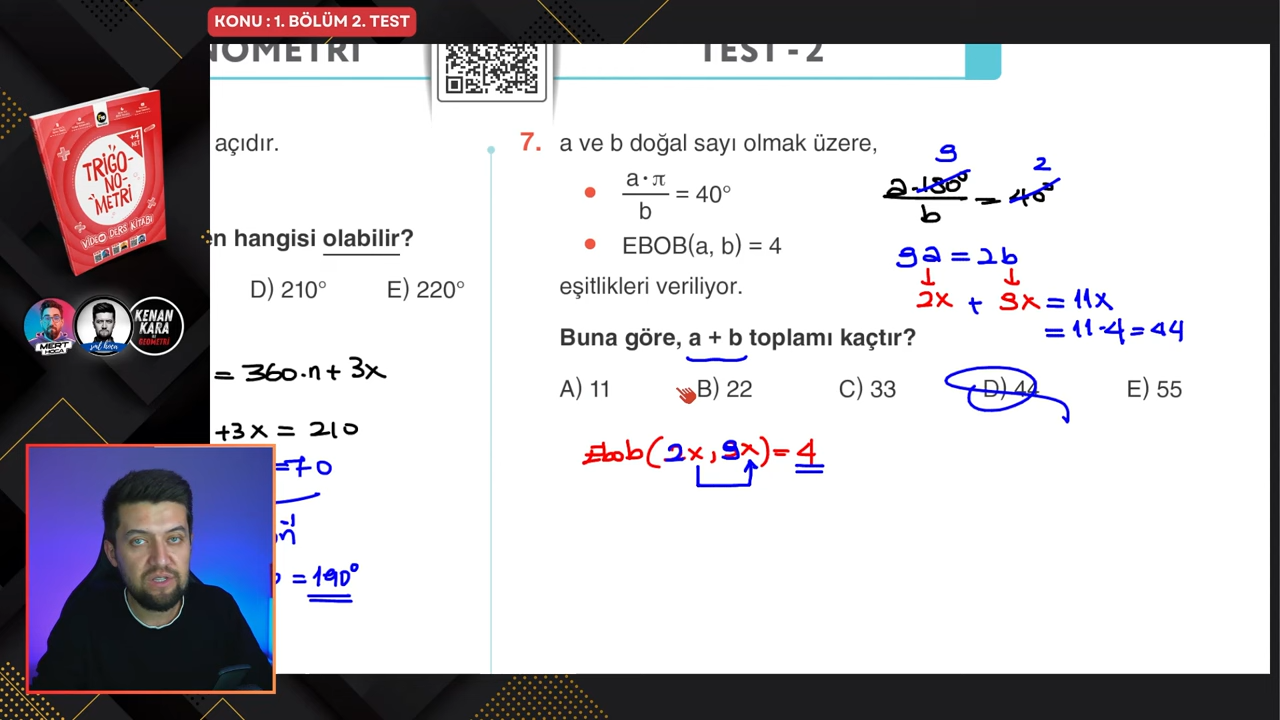 KONU : 1. BÖLÜM 2. TEST
NOMETRİ
TEST - 2
+4 NET
TRİGO-
NO-
METRİ
VİDEO DERS KİTABI
MERT HOCA
KENAN
KARA
GEOMETRİ
açıdır.
n hangisi olabilir?
D) 210° E) 220°
= 360·n + 3x
+3x = 210
=70
= 190°
7. a ve b doğal sayı olmak üzere,
• a·π / b = 40°
• EBOB(a, b) = 4
eşitlikleri veriliyor.
Buna göre, a + b toplamı kaçtır?
A) 11 B) 22 C) 33 D) 44 E) 55
Ebob(2x, 9x) = 4
9 2
a·180° / b = 40°
9a = 2b
2x + 9x = 11x
= 11·4 = 44